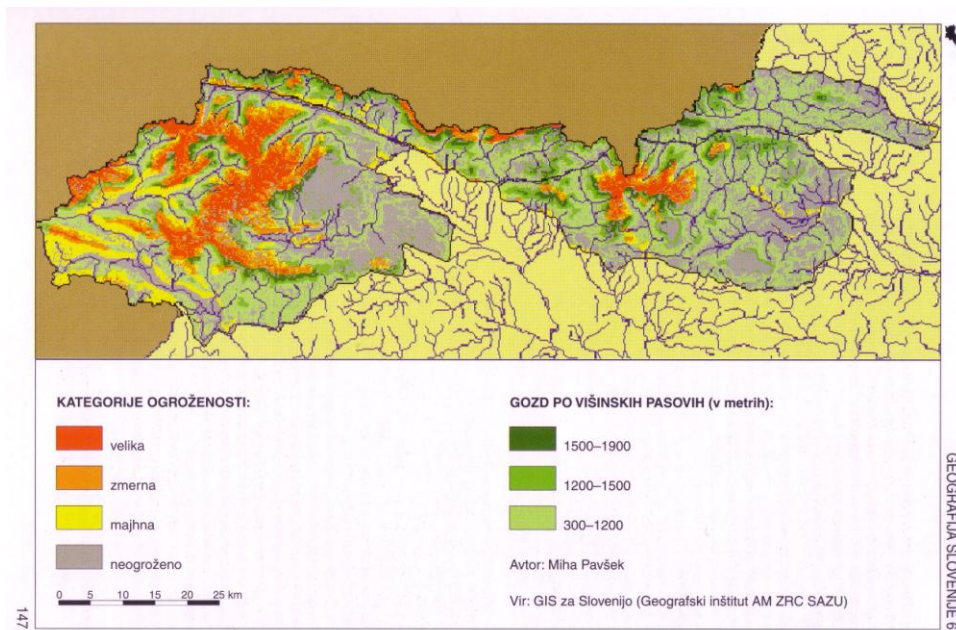 KATEGORIJE OGROŽENOSTI:
velika
zmerna
majhna
neogroženo
0 5 10 15 20 25 km
GOZD PO VIŠINSKIH PASOVIH (v metrih):
1500–1900
1200–1500
300–1200
Avtor: Miha Pavšek
Vir: GIS za Slovenijo (Geografski inštitut AM ZRC SAZU)
GEOGRAFIJA SLOVENIJE 6
147